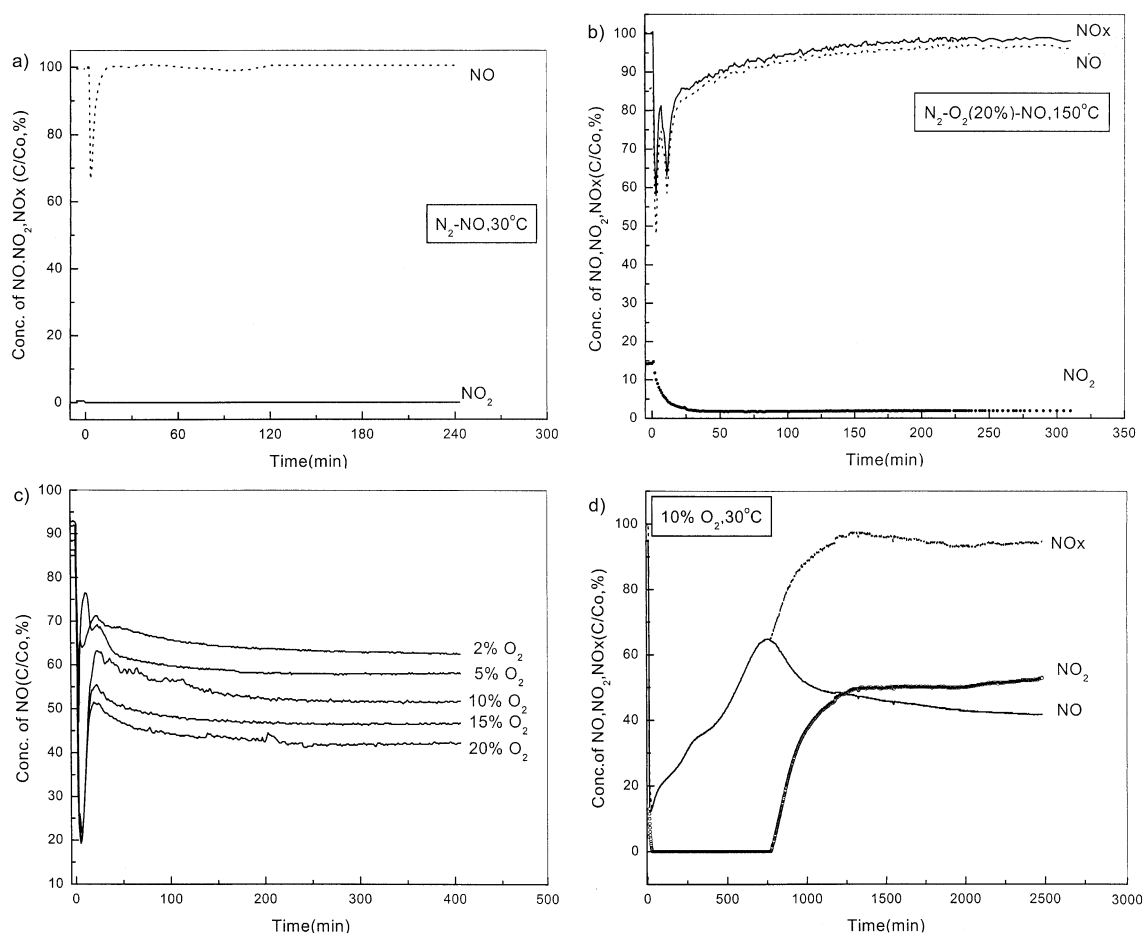 a)
100
80
60
40
20
0
Conc. of NO.NO2,NOx (C/Co,%)
NO
N2-NO,30°C
NO2
0 60 120 180 240 300
Time(min)
b)
100
95
90
85
80
75
70
65
60
55
50
45
40
35
30
25
20
15
10
5
0
Conc. of NO,NO2,NOx(C/Co,%)
NOx
NO
N2-O2(20%)-NO,150°C
NO2
0 50 100 150 200 250 300 350
Time(min)
c)
100
90
80
70
60
50
40
30
20
10
Conc. of NO(C/Co,%)
2% O2
5% O2
10% O2
15% O2
20% O2
0 100 200 300 400 500
Time(min)
d)
100
80
60
40
20
0
Conc.of NO,NO2,NOx(C/Co,%)
10% O2,30°C
NOx
NO2
NO
0 500 1000 1500 2000 2500 3000
Time(min)